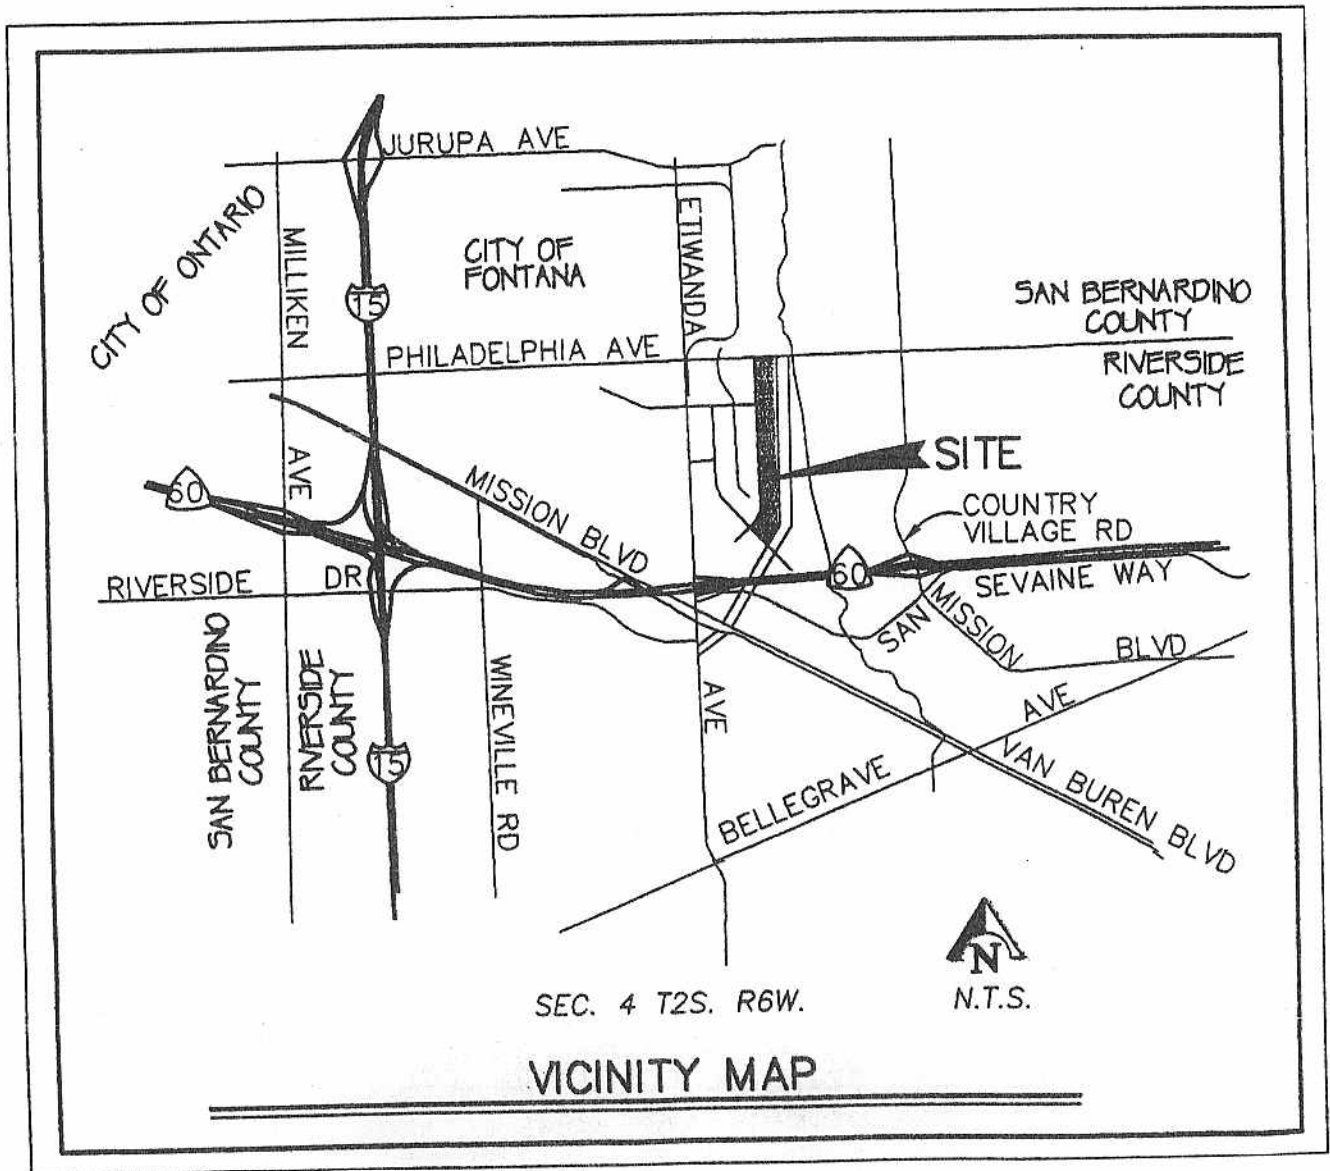 JURUPA AVE
CITY OF ONTARIO
MILLIKEN
15
CITY OF
FONTANA
ETIWANDA
SAN BERNARDINO
COUNTY
RIVERSIDE
COUNTY
PHILADELPHIA AVE
AVE
60
MISSION BLVD
SITE
COUNTRY
VILLAGE RD
60
RIVERSIDE DR
SEVAINE WAY
SAN
MISSION
BLVD
SAN BERNARDINO
COUNTY
RIVERSIDE
COUNTY
15
WINEVILLE RD
AVE
BELLEGRAVE AVE
VAN BUREN BLVD
N
N.T.S.
SEC. 4 T2S. R6W.
VICINITY MAP